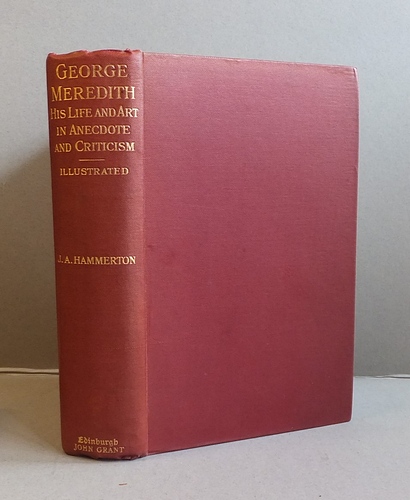 GEORGE
MEREDITH
HIS LIFE AND ART
IN ANECDOTE
AND CRITICISM
ILLUSTRATED
J. A. HAMMERTON
Edinburgh
JOHN GRANT